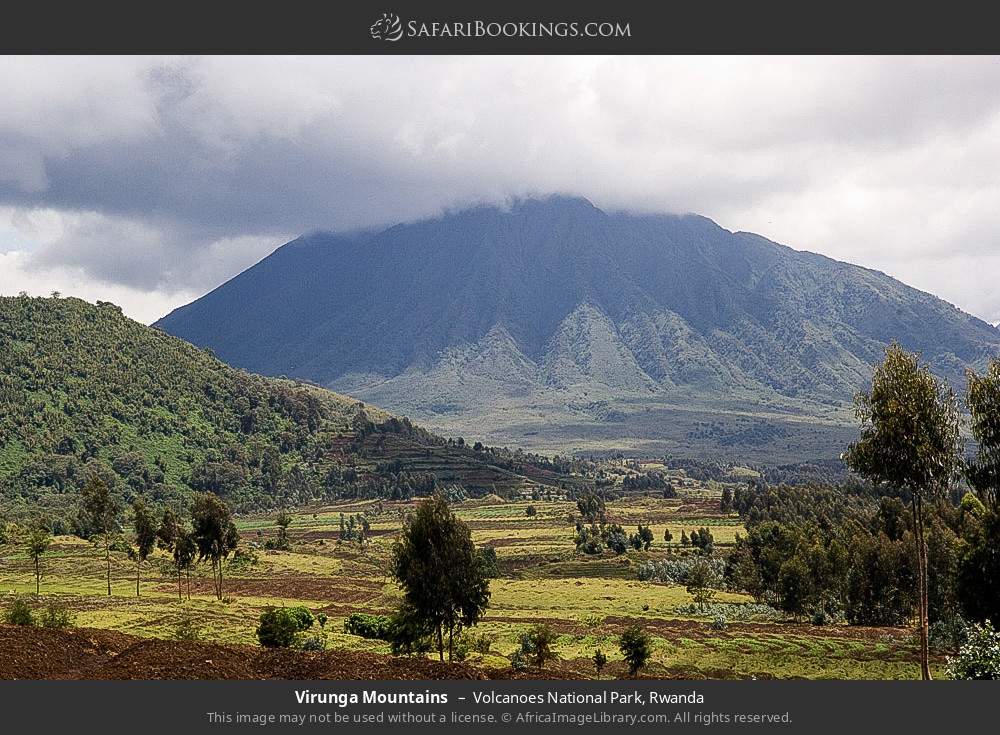 SafariBookings.com
Virunga Mountains – Volcanoes National Park, Rwanda
This image may not be used without a license. © AfricaImageLibrary.com. All rights reserved.